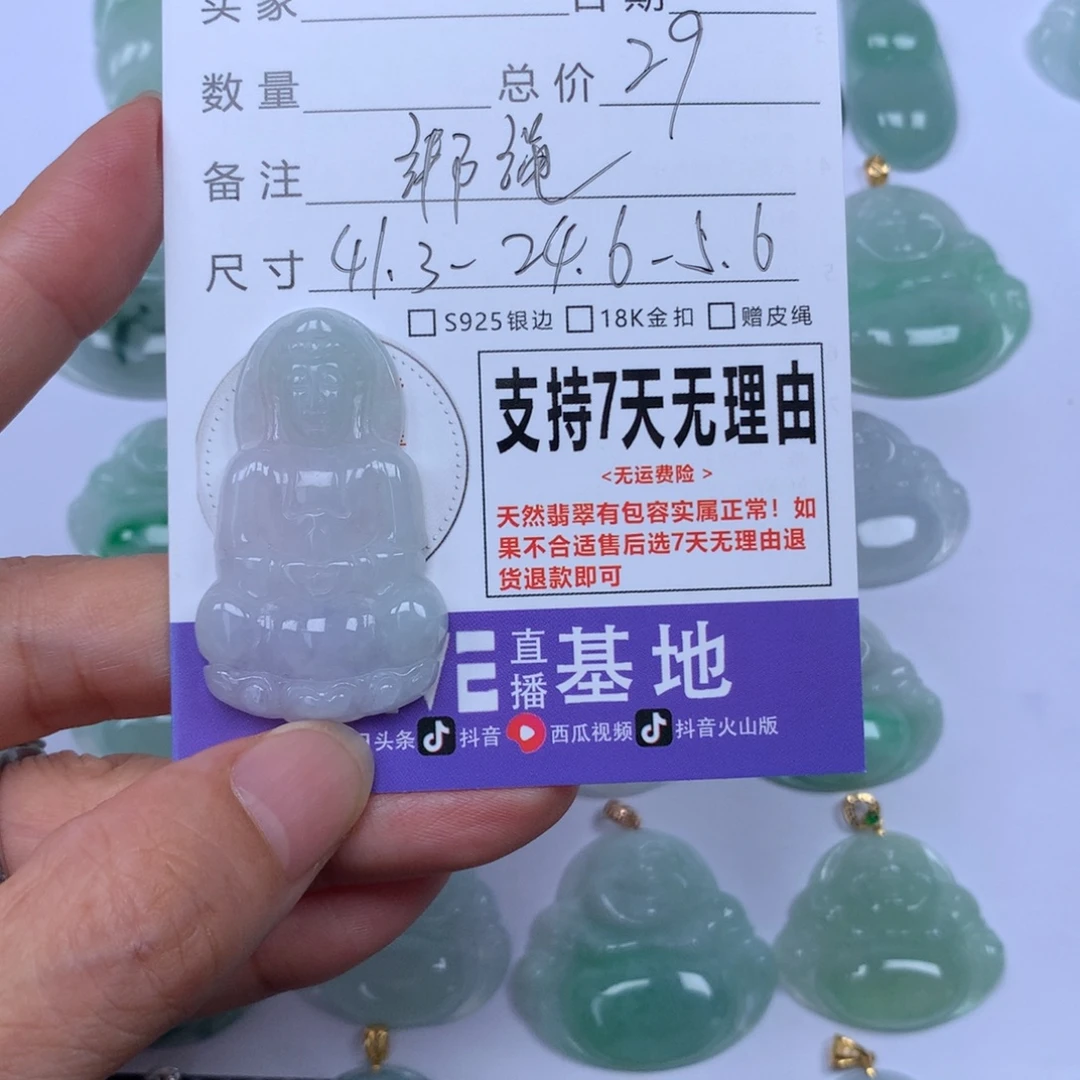 买家 日期
数量 总价 29
备注 绑绳
尺寸 41.3-24.6-5.6
□S925银边 □18K金扣 □赠皮绳
支持7天无理由
<无运费险 >
天然翡翠有包容实属正常！如
果不合适售后选7天无理由退
货退款即可
直播基地
头条 抖音 西瓜视频 抖音火山版